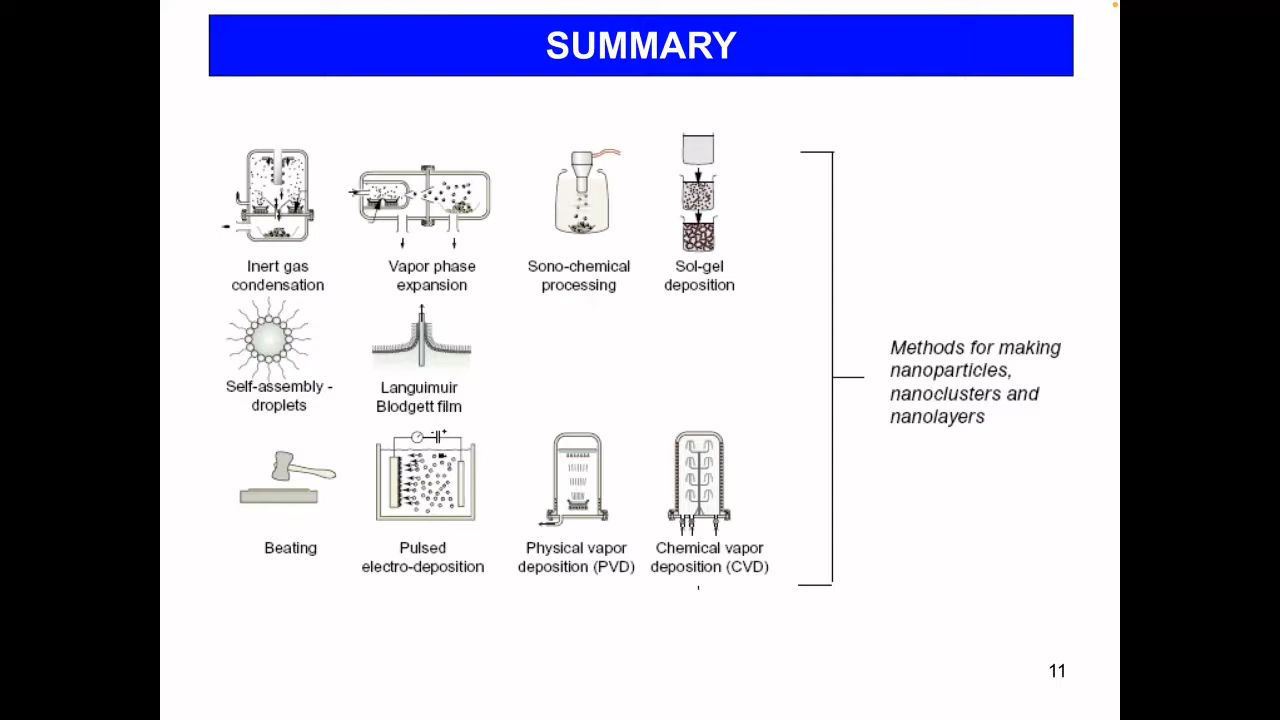 SUMMARY
Inert gas
condensation
Vapor phase
expansion
Sono-chemical
processing
Sol-gel
deposition
Self-assembly -
droplets
Languimuir
Blodgett film
Methods for making
nanoparticles,
nanoclusters and
nanolayers
- +
Beating
Pulsed
electro-deposition
Physical vapor
deposition (PVD)
Chemical vapor
deposition (CVD)
11